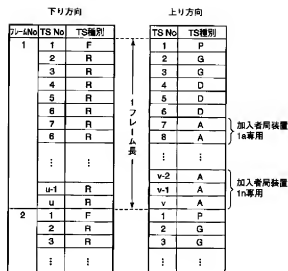 下り方向 上り方向
フレームNo TS No TS種別 TS No TS種別
1 1 F 1 P
2 R 2 G
3 R 3 G
4 R 4 D
5 R 5 D
6 R 6 D
7 R 7 A
6 R 8 A
加入者局装置
1a専用
1フレーム長
⋮ ⋮ ⋮ ⋮
v-2 A
u-1 R v-1 A
u R v A
加入者局装置
1n専用
2 1 F 1 P
2 R 2 G
3 R 3 G
⋮ ⋮ ⋮ ⋮